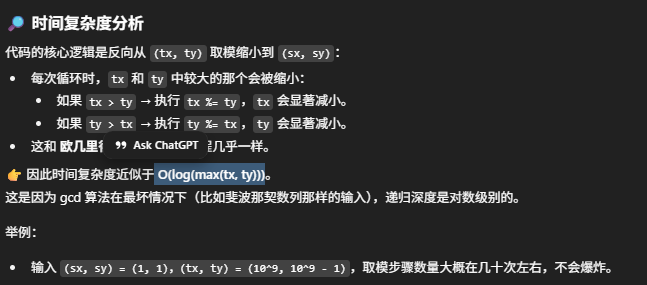 🔎 时间复杂度分析
代码的核心逻辑是反向从 (tx, ty) 取模缩小到 (sx, sy)：
• 每次循环时，tx 和 ty 中较大的那个会被缩小：
• 如果 tx > ty → 执行 tx %= ty，tx 会显著减小。
• 如果 ty > tx → 执行 ty %= tx，ty 会显著减小。
• 这和 欧几里得 Ask ChatGPT 程几乎一样。
👉 因此时间复杂度近似于 O(log(max(tx, ty)))。
这是因为 gcd 算法在最坏情况下（比如斐波那契数列那样的输入），递归深度是对数级别的。
举例：
• 输入 (sx, sy) = (1, 1)，(tx, ty) = (10^9, 10^9 - 1)，取模步骤数量大概在几十次左右，不会爆炸。